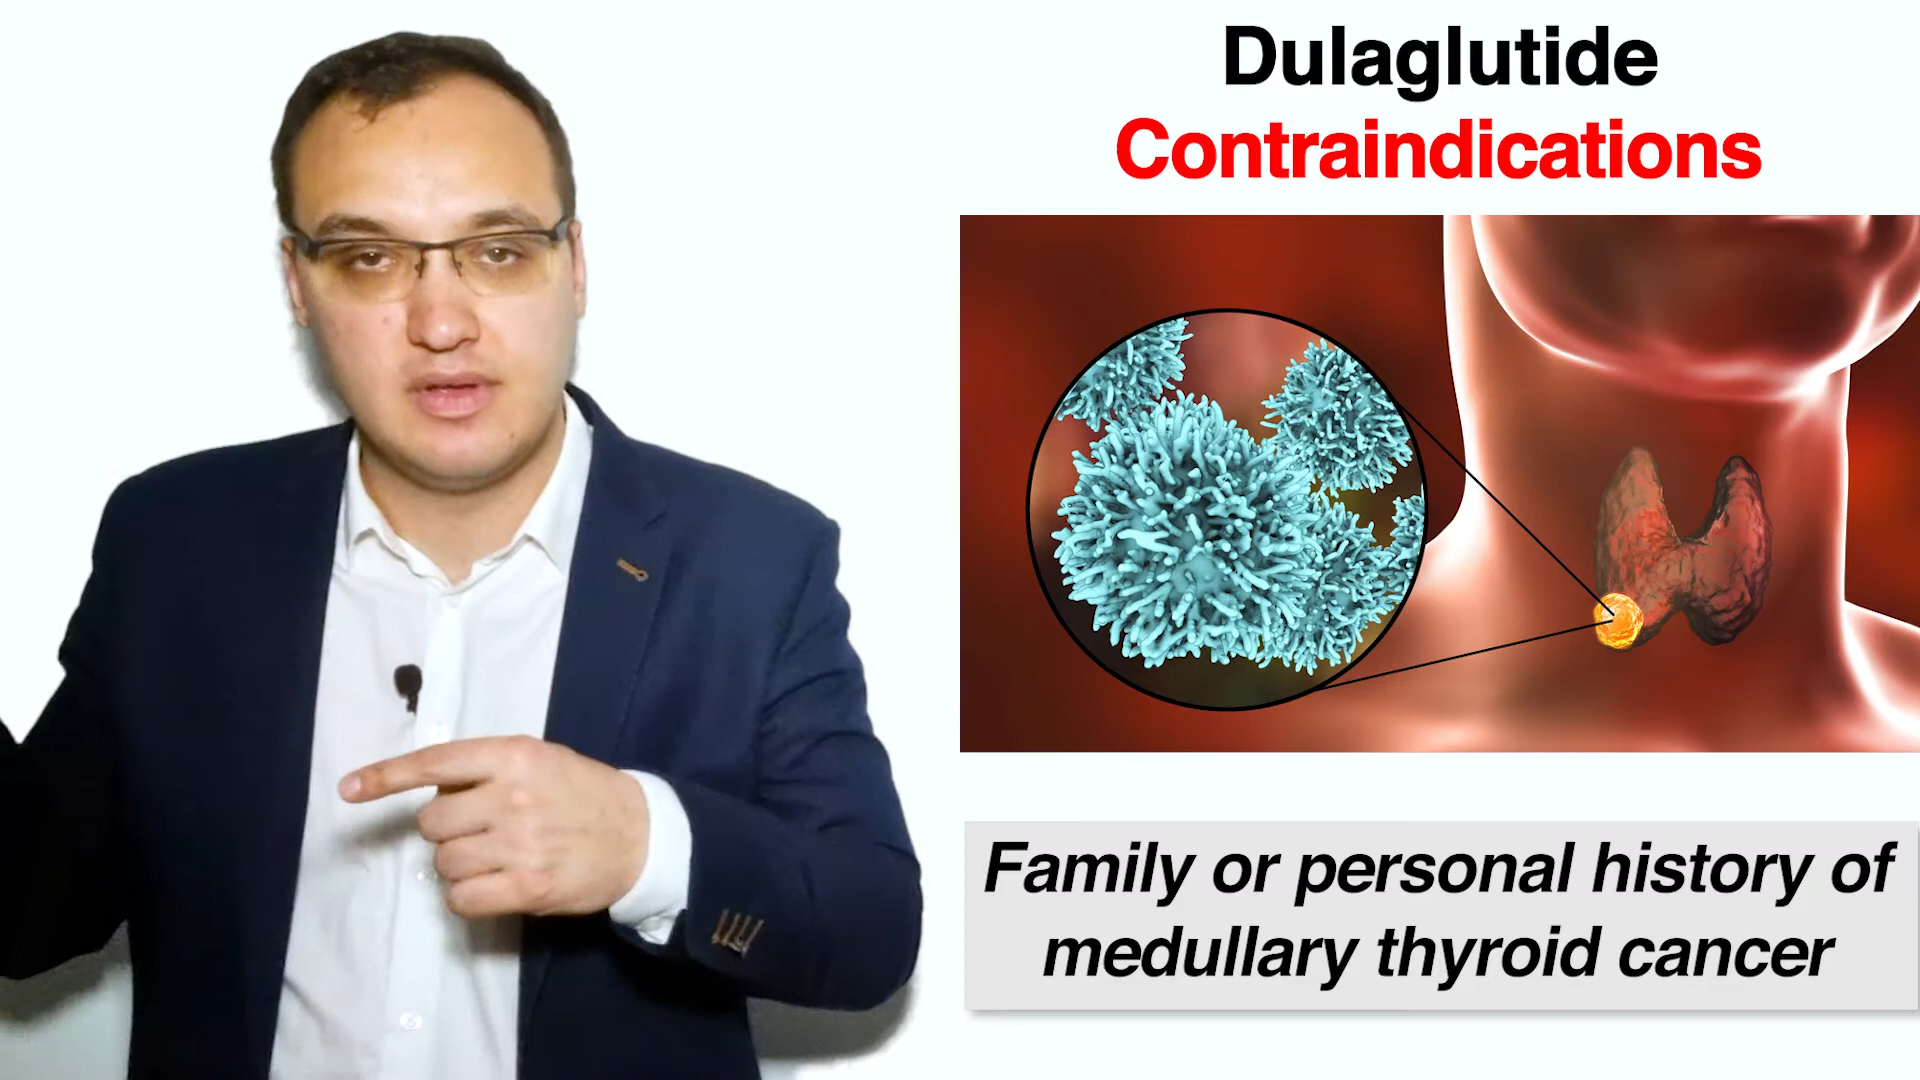 Dulaglutide
Contraindications
Family or personal history of
medullary thyroid cancer